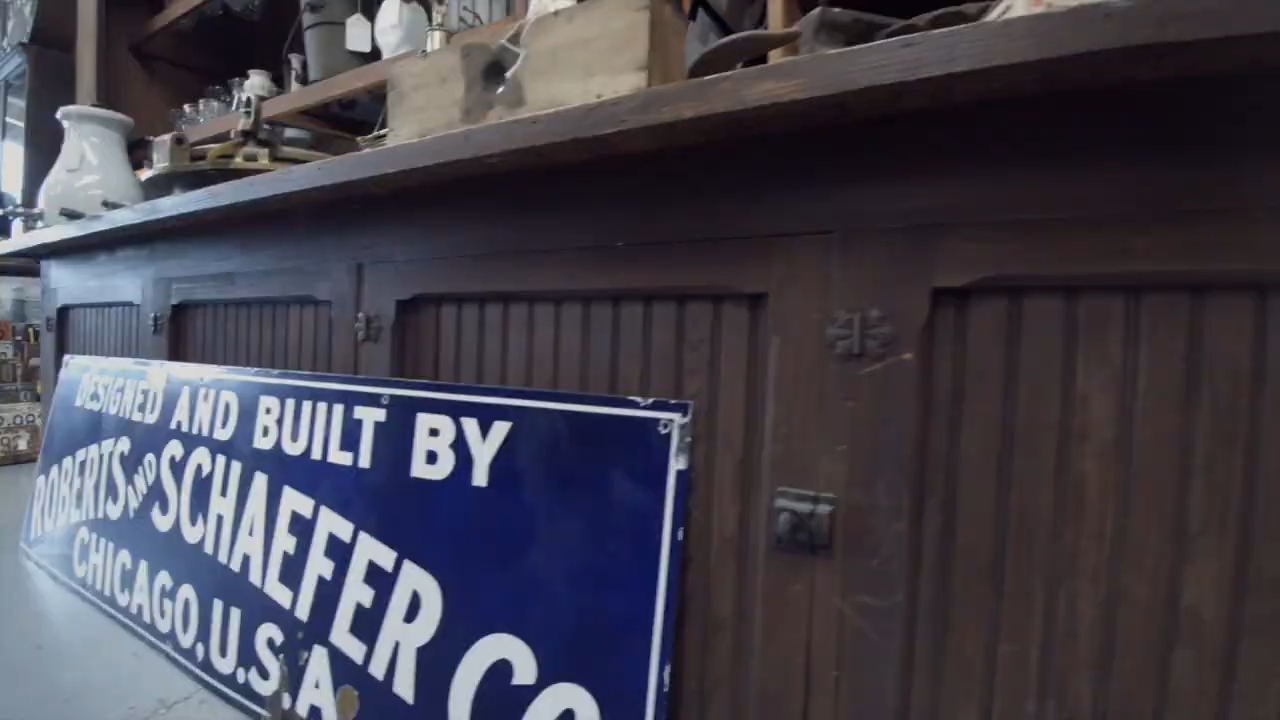 DESIGNED AND BUILT BY
ROBERTS AND SCHAEFER CO
CHICAGO, U.S.A